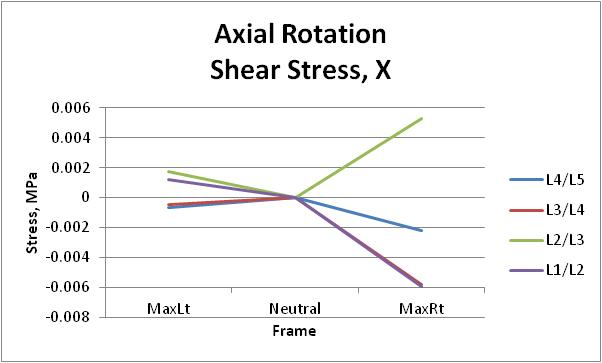 Axial Rotation
Shear Stress, X
0.006
0.004
0.002
0
-0.002
-0.004
-0.006
-0.008
Stress, MPa
MaxLt Neutral MaxRt
Frame
L4/L5
L3/L4
L2/L3
L1/L2